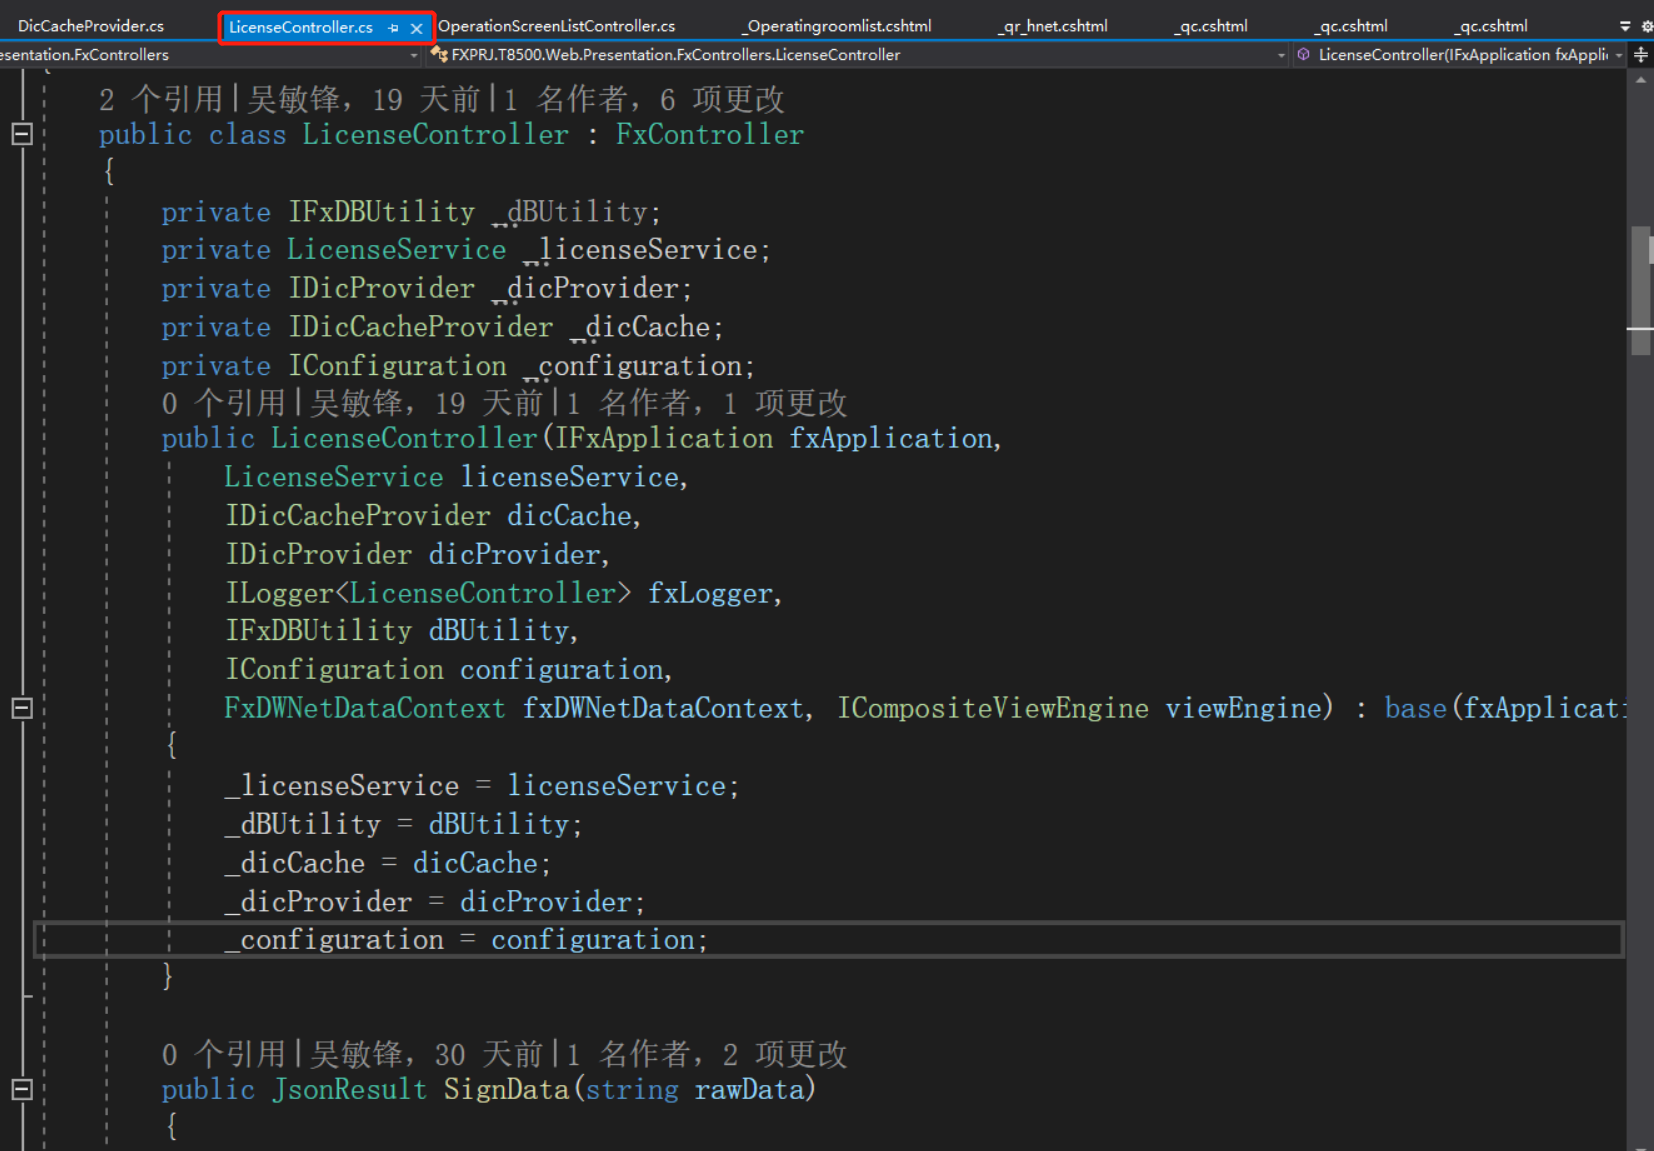 DicCacheProvider.cs LicenseController.cs OperationScreenListController.cs _Operatingroomlist.cshtml _qr_hnet.cshtml _qc.cshtml _qc.cshtml _qc.cshtml
esentation.FxControllers FXPRJ.T8500.Web.Presentation.FxControllers.LicenseController LicenseController(IFxApplication fxAppli
2 个引用|吴敏锋，19 天前|1 名作者，6 项更改
public class LicenseController : FxController
{
private IFxDBUtility _dBUtility;
private LicenseService _licenseService;
private IDicProvider _dicProvider;
private IDicCacheProvider _dicCache;
private IConfiguration _configuration;
0 个引用|吴敏锋，19 天前|1 名作者，1 项更改
public LicenseController(IFxApplication fxApplication,
LicenseService licenseService,
IDicCacheProvider dicCache,
IDicProvider dicProvider,
ILogger<LicenseController> fxLogger,
IFxDBUtility dBUtility,
IConfiguration configuration,
FxDWNetDataContext fxDWNetDataContext, ICompositeViewEngine viewEngine) : base(fxApplicati
{
_licenseService = licenseService;
_dBUtility = dBUtility;
_dicCache = dicCache;
_dicProvider = dicProvider;
_configuration = configuration;
}
0 个引用|吴敏锋，30 天前|1 名作者，2 项更改
public JsonResult SignData(string rawData)
{